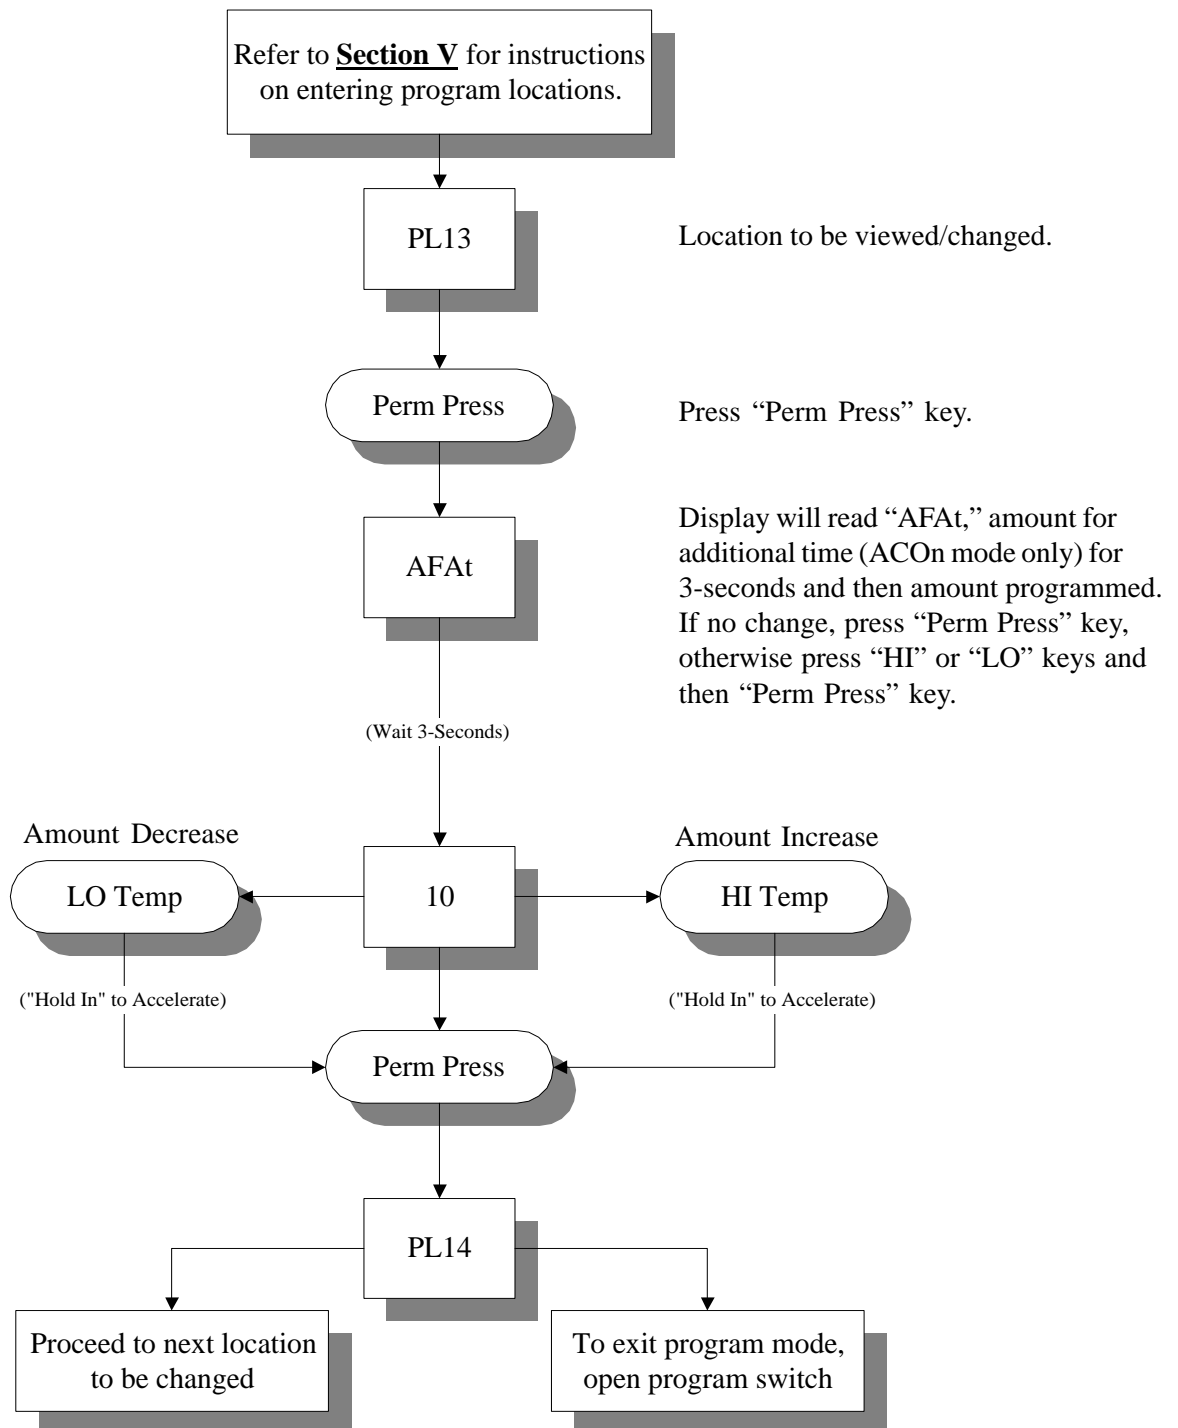 Refer to Section V for instructions
on entering program locations.
PL13
Location to be viewed/changed.
Perm Press
Press “Perm Press” key.
AFAt
Display will read “AFAt,” amount for
additional time (ACOn mode only) for
3-seconds and then amount programmed.
If no change, press “Perm Press” key,
otherwise press “HI” or “LO” keys and
then “Perm Press” key.
(Wait 3-Seconds)
Amount Decrease
Amount Increase
LO Temp
10
HI Temp
("Hold In" to Accelerate)
("Hold In" to Accelerate)
Perm Press
PL14
Proceed to next location
to be changed
To exit program mode,
open program switch